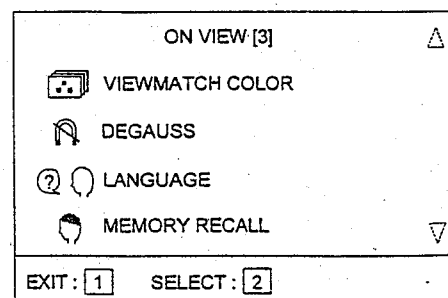 ON VIEW [3]
VIEWMATCH COLOR
DEGAUSS
? LANGUAGE
MEMORY RECALL
EXIT : 1 SELECT : 2